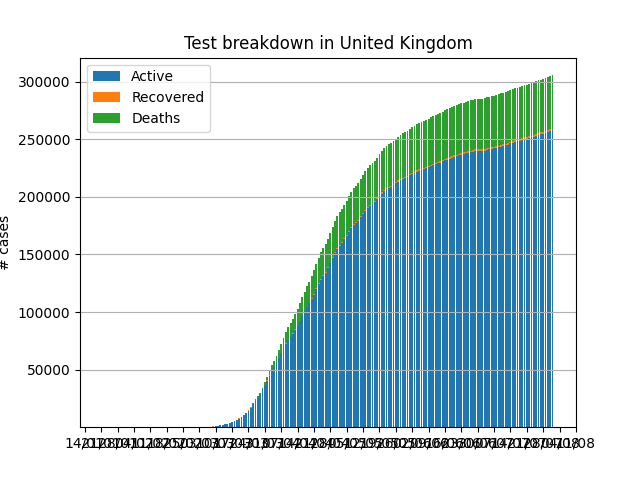 Test breakdown in United Kingdom
Active
Recovered
Deaths
300000
250000
200000
150000
100000
50000
# cases